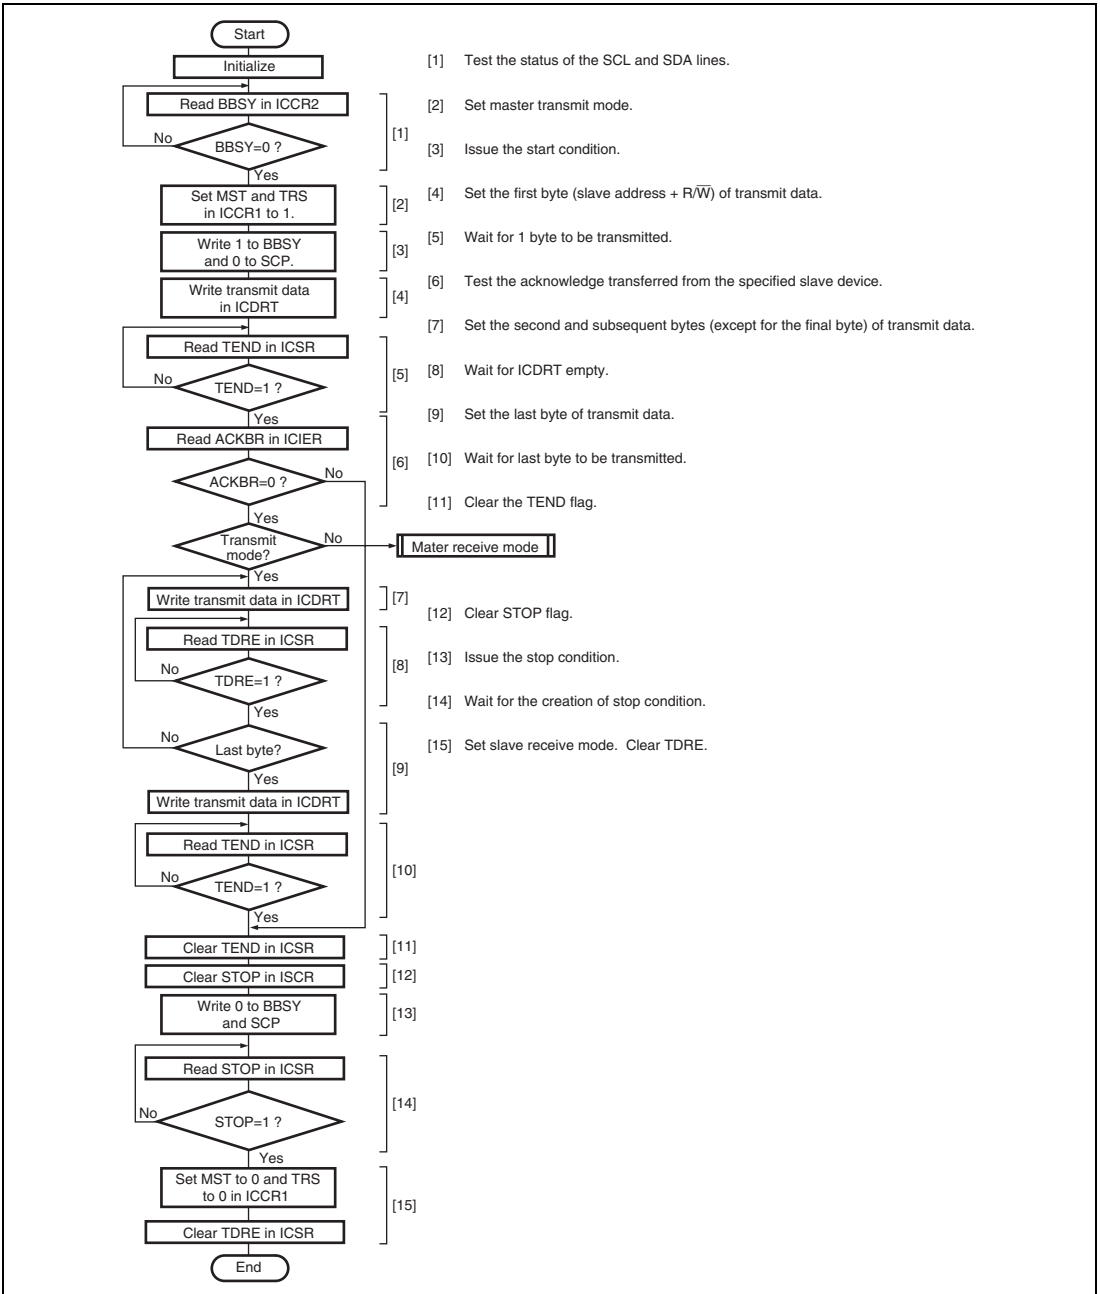 Start
Initialize
Read BBSY in ICCR2
BBSY=0 ?
No
Yes
[1]
Set MST and TRS
in ICCR1 to 1.
[2]
Write 1 to BBSY
and 0 to SCP.
[3]
Write transmit data
in ICDRT
[4]
Read TEND in ICSR
TEND=1 ?
No
Yes
[5]
Read ACKBR in ICIER
ACKBR=0 ?
No
Yes
[6]
Transmit
mode?
No
Mater receive mode
Yes
Write transmit data in ICDRT
[7]
Read TDRE in ICSR
TDRE=1 ?
No
Yes
[8]
Last byte?
No
Yes
Write transmit data in ICDRT
[9]
Read TEND in ICSR
TEND=1 ?
No
Yes
[10]
Clear TEND in ICSR
[11]
Clear STOP in ISCR
[12]
Write 0 to BBSY
and SCP
[13]
Read STOP in ICSR
STOP=1 ?
No
Yes
[14]
Set MST to 0 and TRS
to 0 in ICCR1
Clear TDRE in ICSR
[15]
End
[1] Test the status of the SCL and SDA lines.
[2] Set master transmit mode.
[3] Issue the start condition.
[4] Set the first byte (slave address + R/W̅) of transmit data.
[5] Wait for 1 byte to be transmitted.
[6] Test the acknowledge transferred from the specified slave device.
[7] Set the second and subsequent bytes (except for the final byte) of transmit data.
[8] Wait for ICDRT empty.
[9] Set the last byte of transmit data.
[10] Wait for last byte to be transmitted.
[11] Clear the TEND flag.
[12] Clear STOP flag.
[13] Issue the stop condition.
[14] Wait for the creation of stop condition.
[15] Set slave receive mode. Clear TDRE.